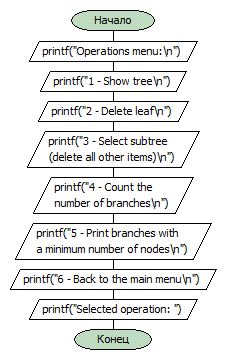 Начало
printf("Operations menu:\n")
printf("1 - Show tree\n")
printf("2 - Delete leaf\n")
printf("3 - Select subtree
(delete all other items)\n")
printf("4 - Count the
number of branches\n")
printf("5 - Print branches with
a minimum number of nodes\n")
printf("6 - Back to the main menu\n")
printf("Selected operation: ")
Конец